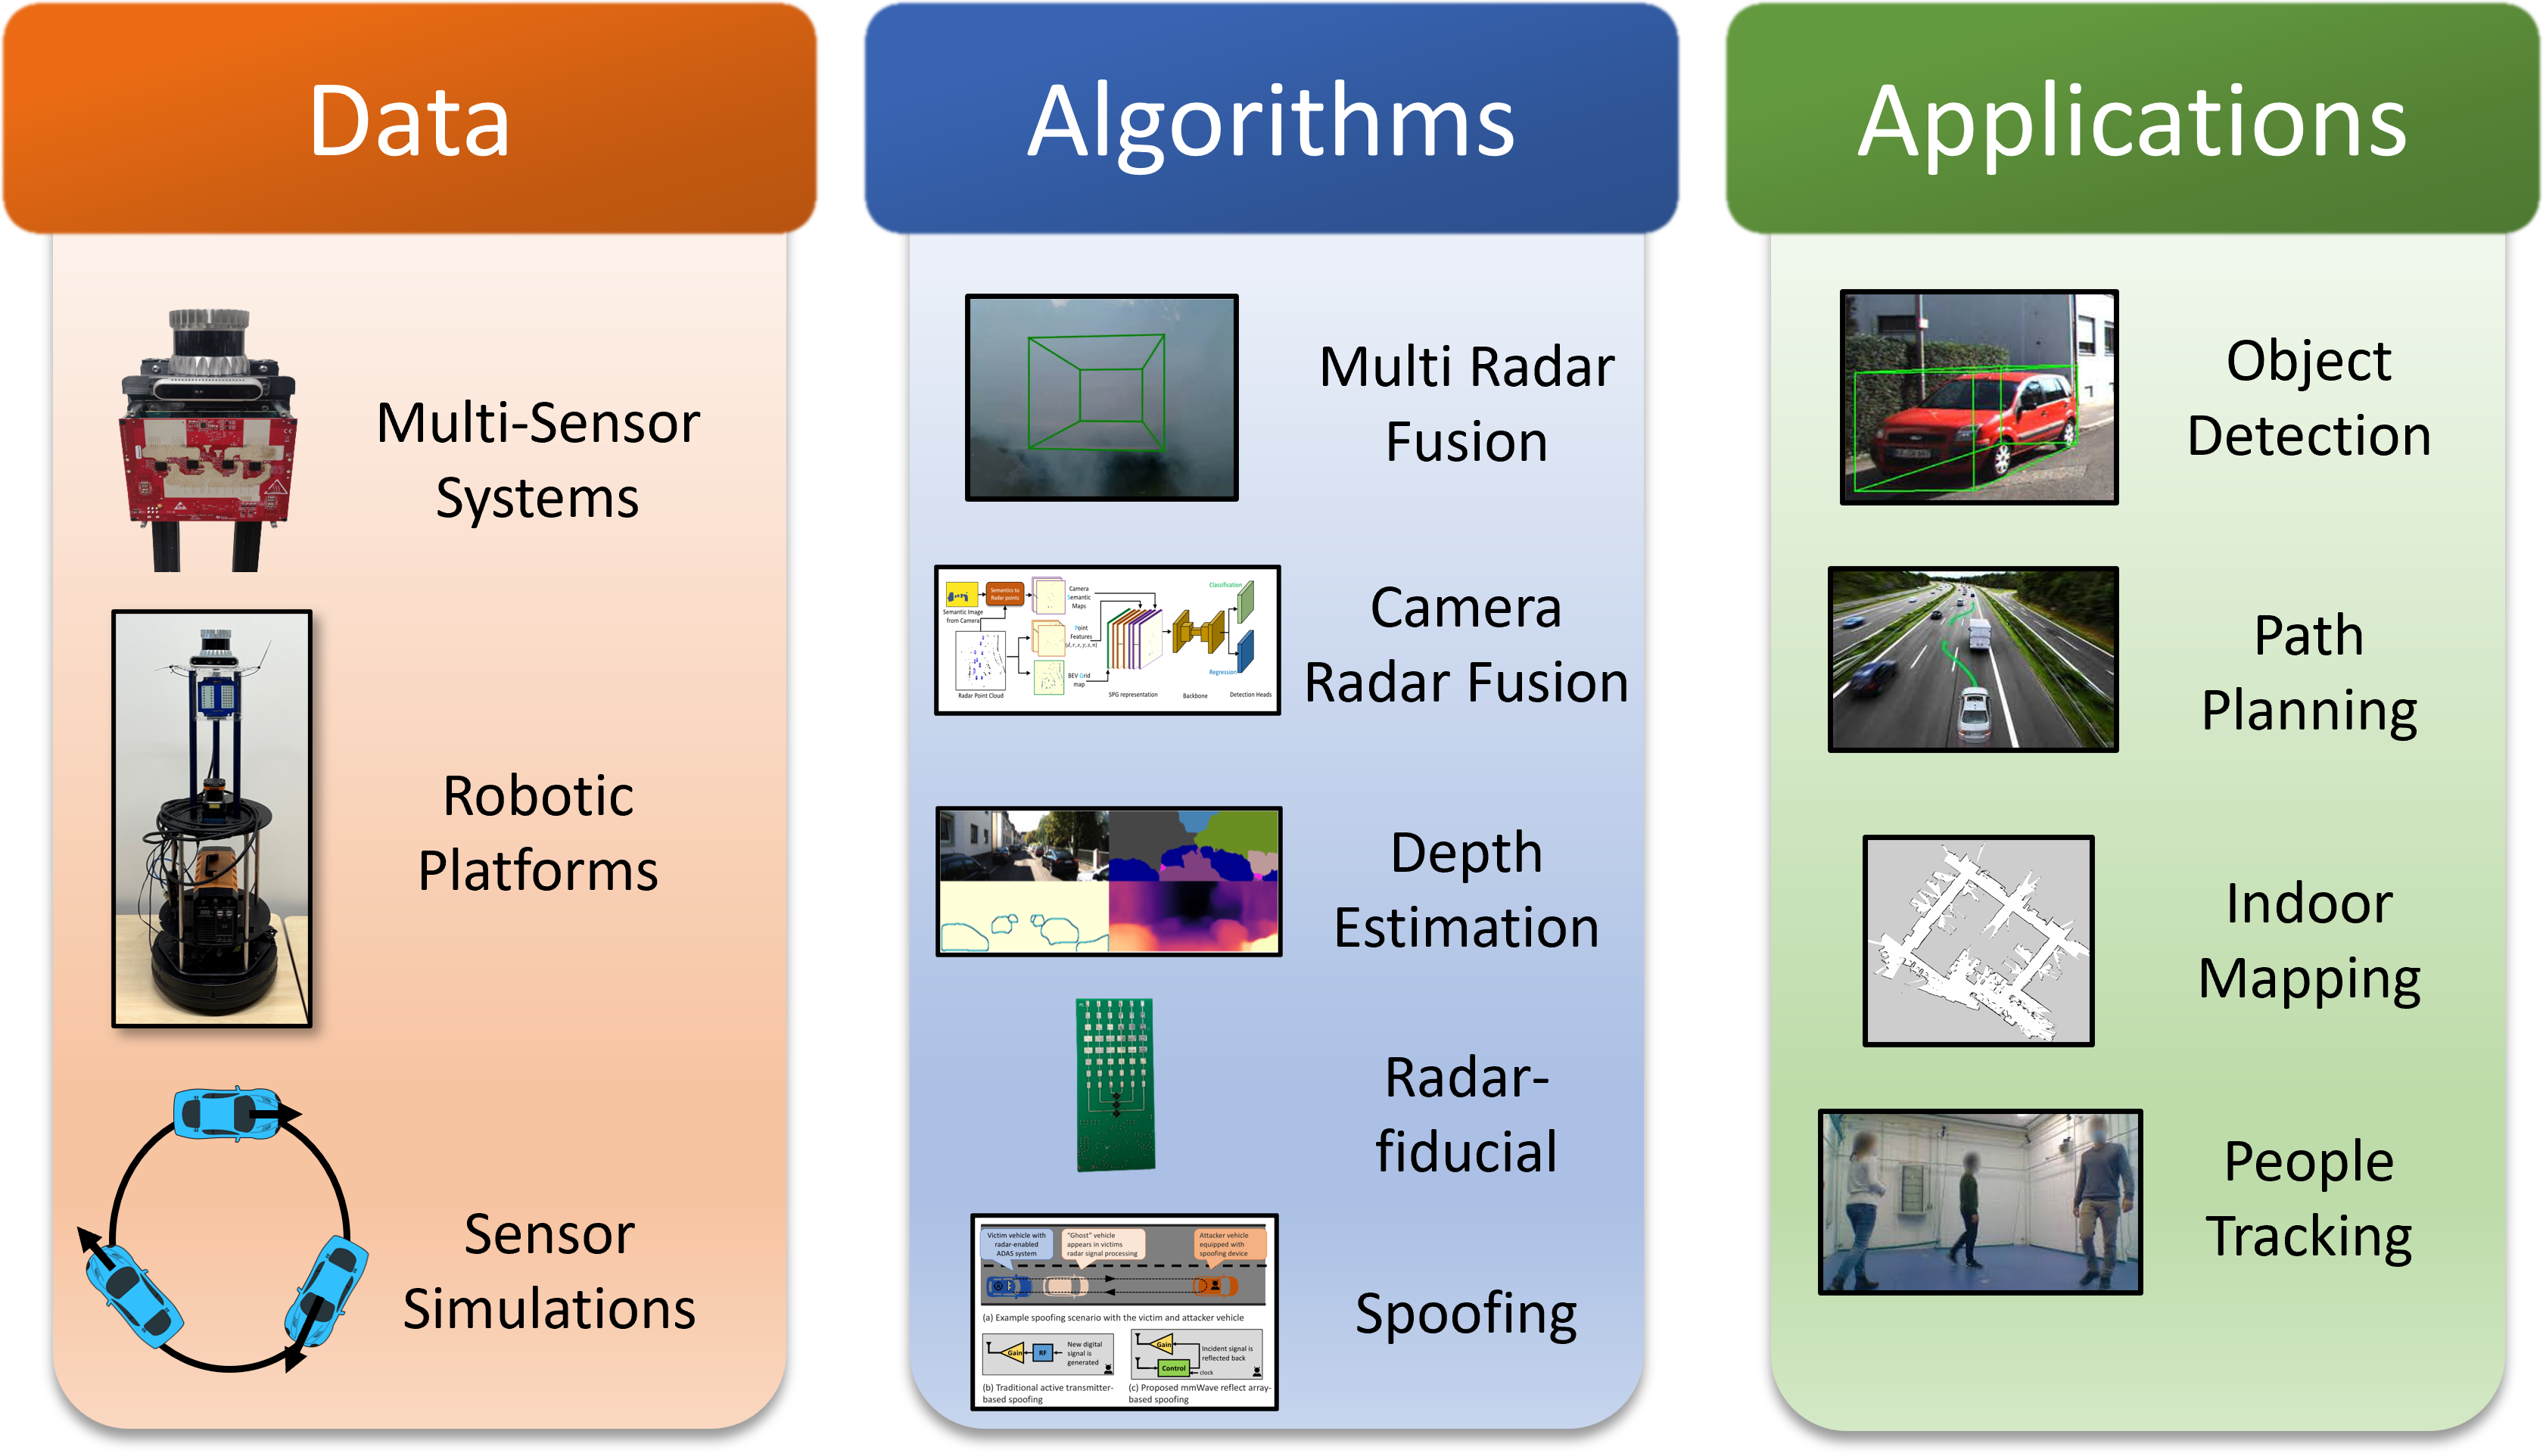 Data
Multi-Sensor
Systems
Robotic
Platforms
Sensor
Simulations
Algorithms
Multi Radar
Fusion
Semantic Image
from Camera
Semantics to
Radar points
Camera
Semantic
Maps
Point
Features
Radar Point Cloud
BEV Grid
map
SPG representation
Backbone
Classification
Regression
Detection Heads
Camera
Radar Fusion
Depth
Estimation
Radar-
fiducial
Victim vehicle with
radar-enabled
ADAS system
"Ghost" vehicle
appears in victims
radar signal processing
Attacker vehicle
equipped with
spoofing device
(a) Example spoofing scenario with the victim and attacker vehicle
Gain
RF
New digital
signal is
generated
(b) Traditional active transmitter-
based spoofing
Gain
Control
Incident signal is
reflected back
clock
(c) Proposed mmWave reflect array-
based spoofing
Spoofing
Applications
Object
Detection
Path
Planning
Indoor
Mapping
People
Tracking